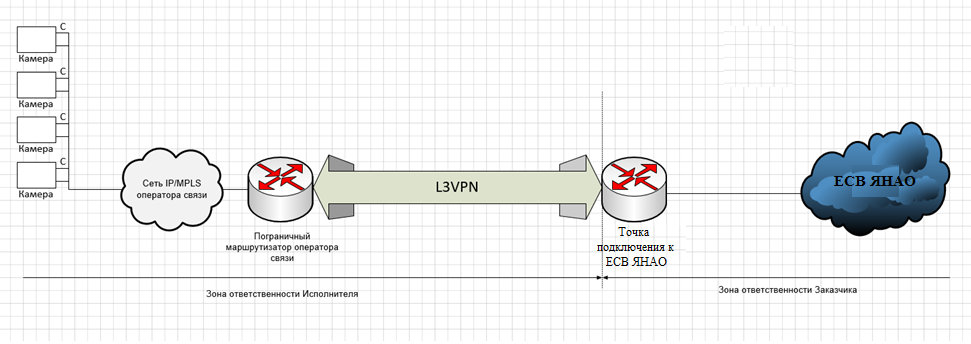 С
Камера
С
Камера
С
Камера
С
Камера
Сеть IP/MPLS
оператора связи
Пограничный
маршрутизатор оператора
связи
L3VPN
Точка
подключения к
ЕСВ ЯНАО
ЕСВ ЯНАО
Зона ответственности Исполнителя
Зона ответственности Заказчика